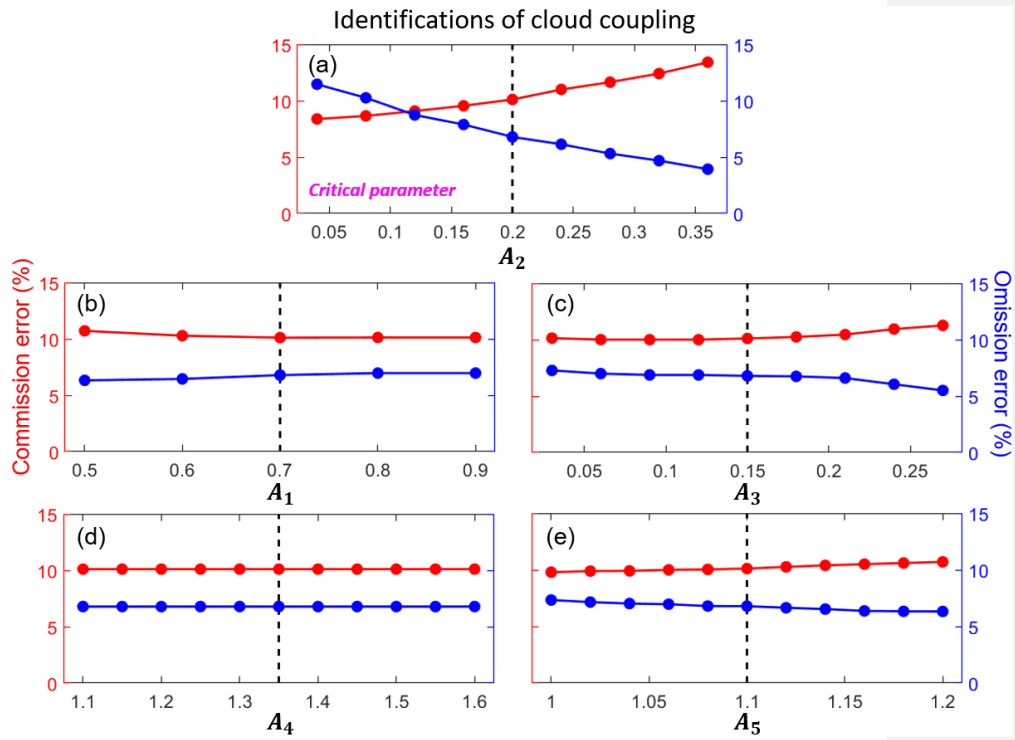 Identifications of cloud coupling
15 15
(a)
10 10
5 5
Critical parameter
0 0
0.05 0.1 0.15 0.2 0.25 0.3 0.35
A2
Commission error (%)
Omission error (%)
15 15
(b) (c)
10 10
5 5
0 0
0.5 0.6 0.7 0.8 0.9 0.05 0.1 0.15 0.2 0.25
A1 A3
15 15
(d) (e)
10 10
5 5
0 0
1.1 1.2 1.3 1.4 1.5 1.6 1 1.05 1.1 1.15 1.2
A4 A5